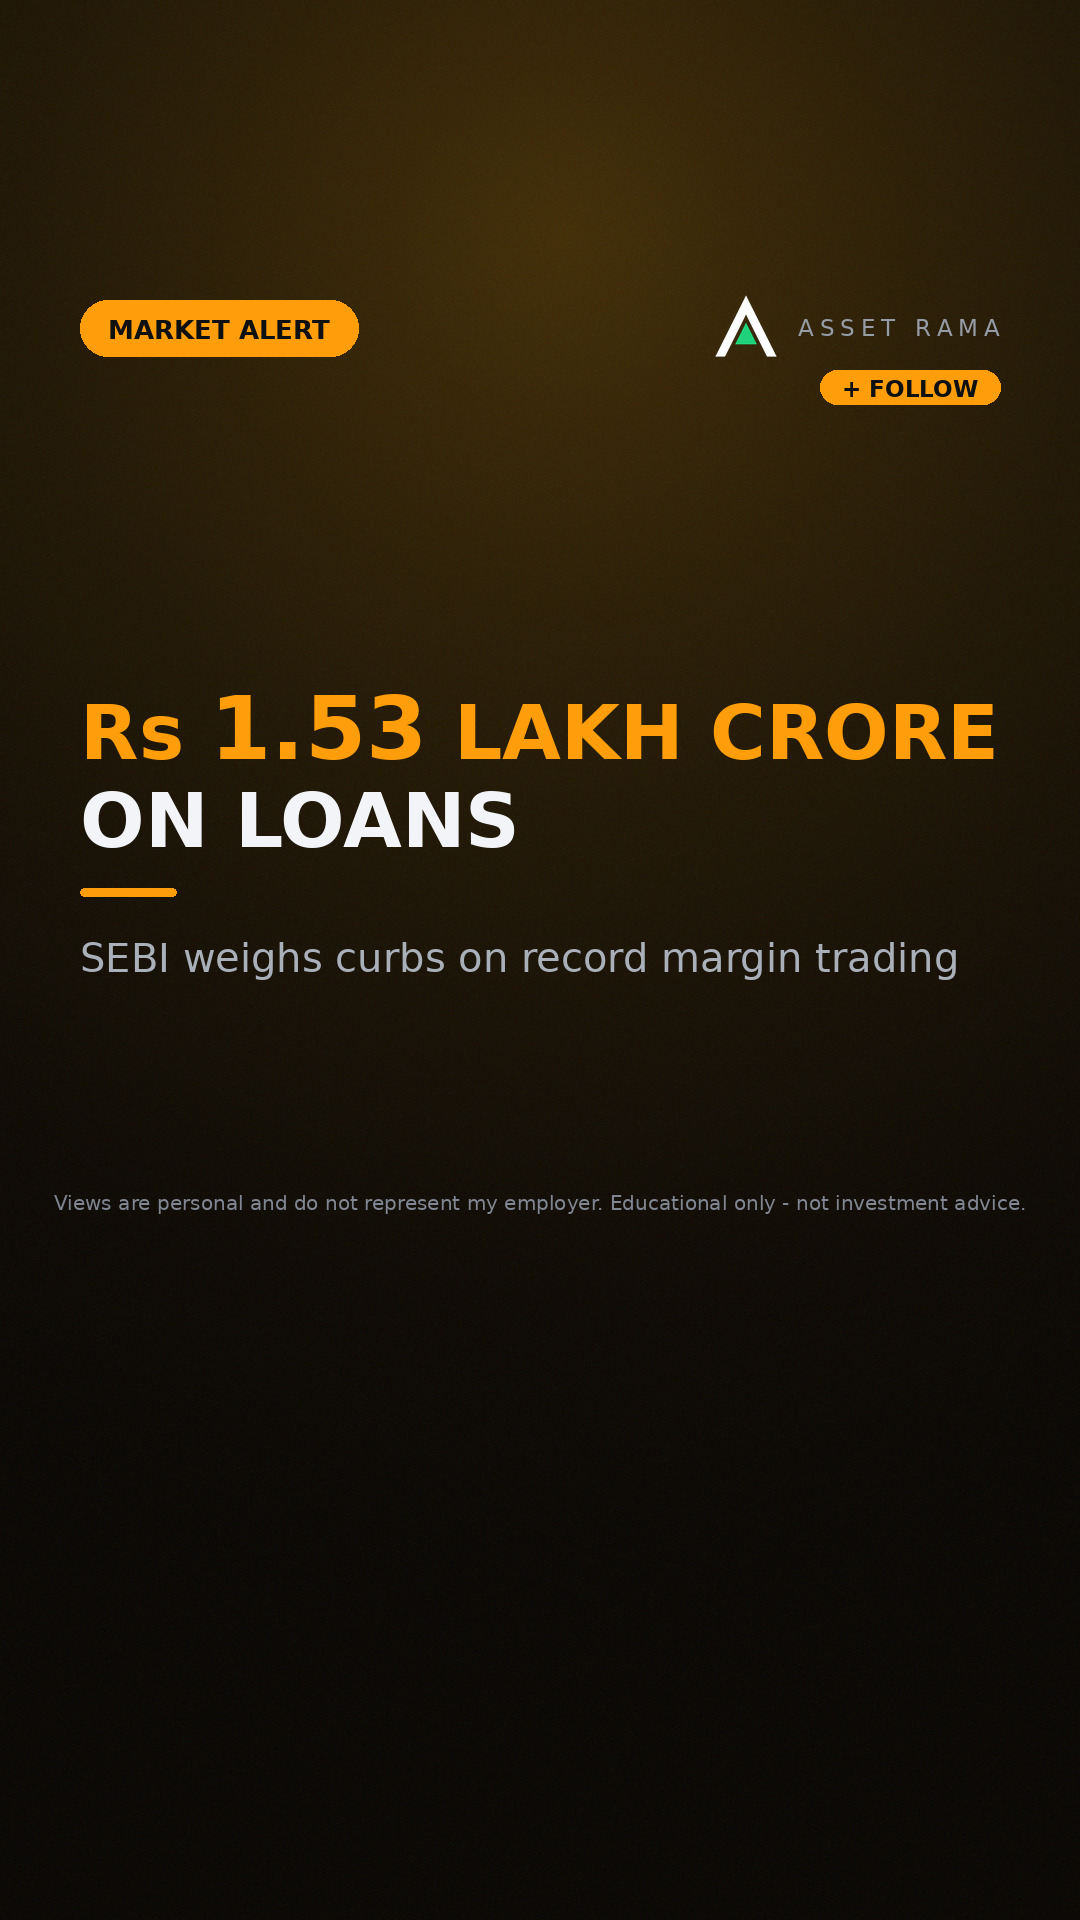 MARKET ALERT
ASSET RAMA
+ FOLLOW
Rs 1.53 LAKH CRORE
ON LOANS
SEBI weighs curbs on record margin trading
Views are personal and do not represent my employer. Educational only - not investment advice.